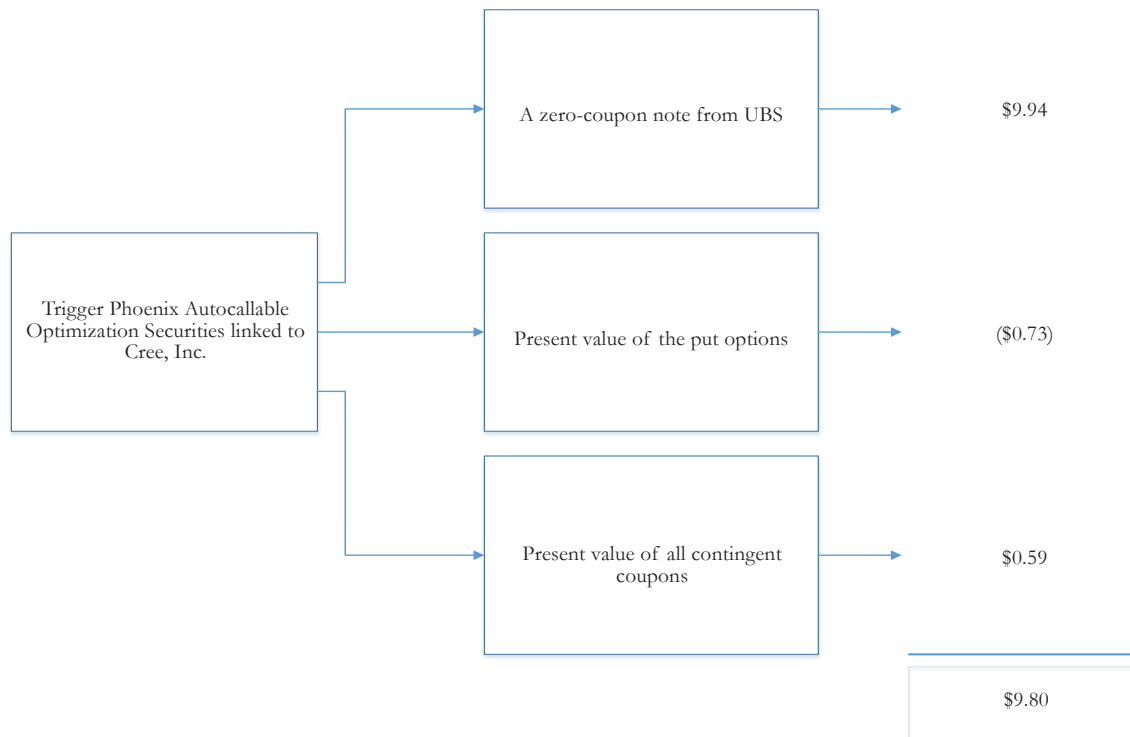 A zero-coupon note from UBS
$9.94
Trigger Phoenix Autocallable
Optimization Securities linked to
Cree, Inc.
Present value of the put options
($0.73)
Present value of all contingent
coupons
$0.59
$9.80